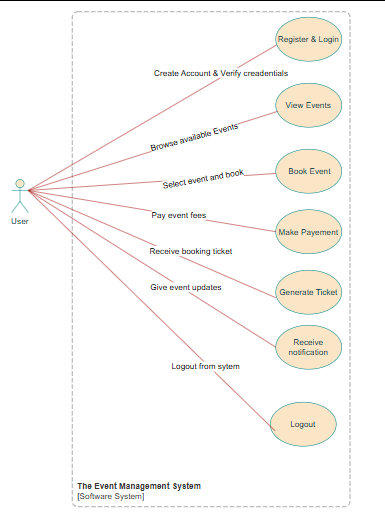 Register & Login
Create Account & Verify creadentials
View Events
Browse available Events
Book Event
Select event and book
User
Pay event fees
Make Payement
Receive booking ticket
Generate Ticket
Give event updates
Receive
notification
Logout from sytem
Logout
The Event Management System
[Software System]